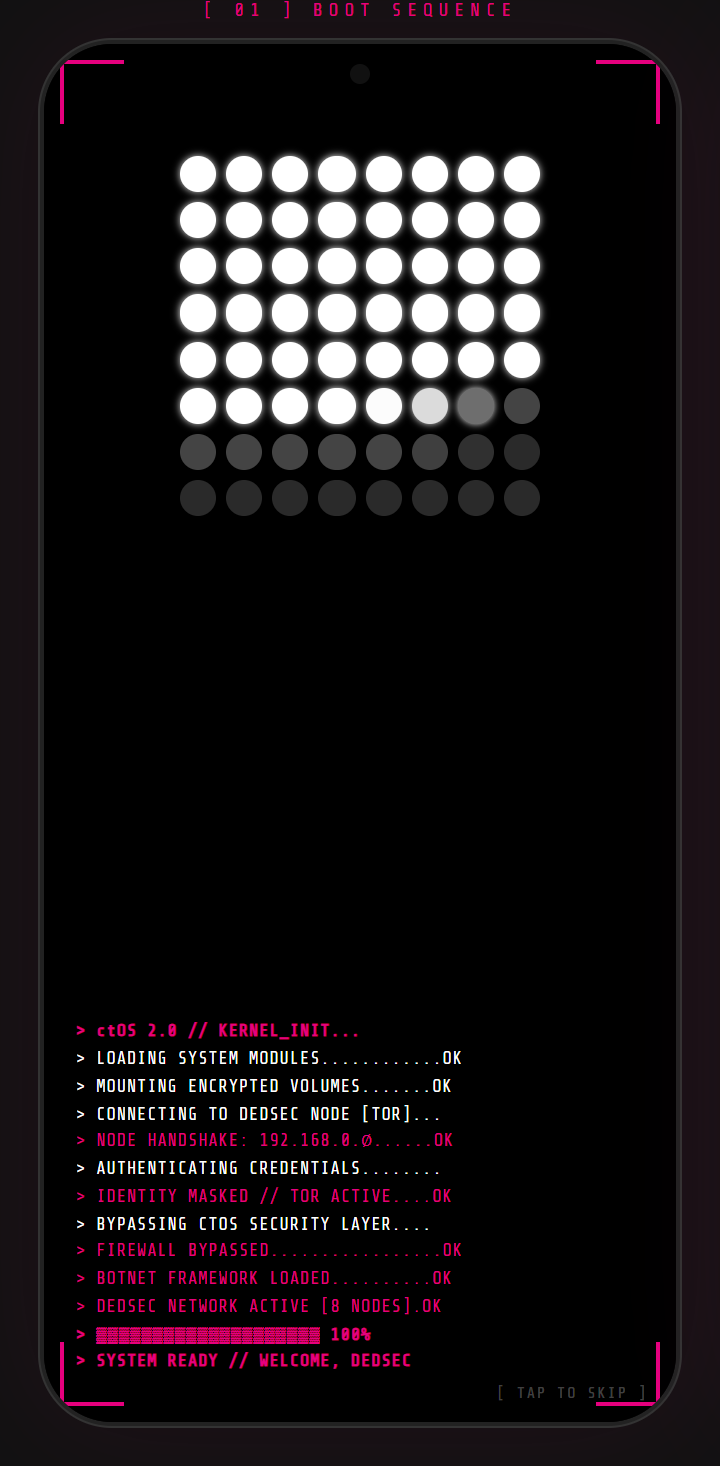 [ 01 ] BOOT SEQUENCE
> ctOS 2.0 // KERNEL_INIT...
> LOADING SYSTEM MODULES............OK
> MOUNTING ENCRYPTED VOLUMES.......OK
> CONNECTING TO DEDSEC NODE [TOR]...
> NODE HANDSHAKE: 192.168.0.Ø......OK
> AUTHENTICATING CREDENTIALS........
> IDENTITY MASKED // TOR ACTIVE....OK
> BYPASSING CTOS SECURITY LAYER....
> FIREWALL BYPASSED.................OK
> BOTNET FRAMEWORK LOADED..........OK
> DEDSEC NETWORK ACTIVE [8 NODES].OK
> ▓▓▓▓▓▓▓▓▓▓▓▓▓▓▓▓▓▓▓▓ 100%
> SYSTEM READY // WELCOME, DEDSEC
[ TAP TO SKIP ]